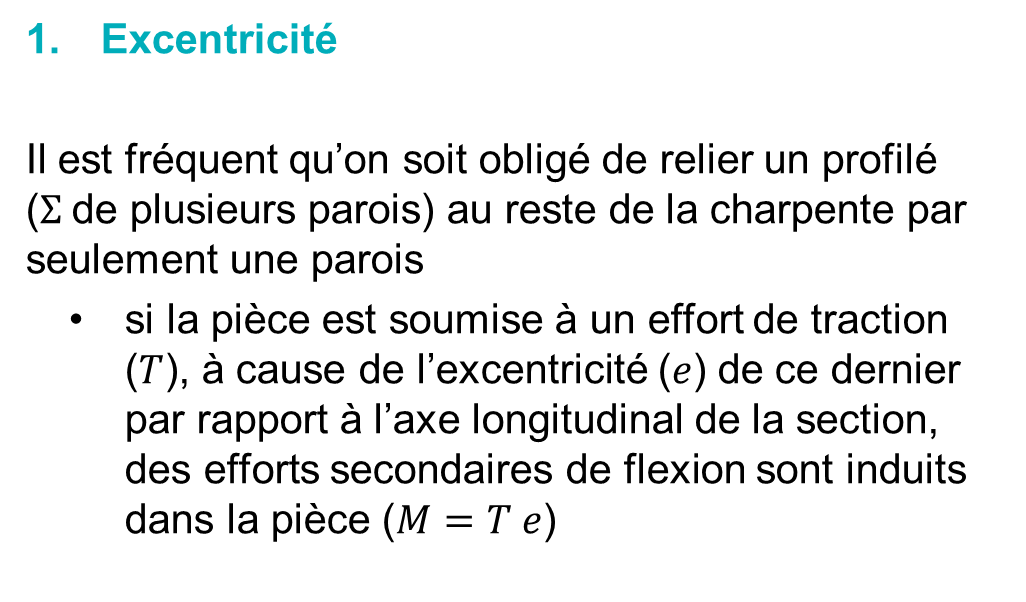 1. Excentricité
Il est fréquent qu’on soit obligé de relier un profilé
(Σ de plusieurs parois) au reste de la charpente par
seulement une parois
• si la pièce est soumise à un effort de traction
(T), à cause de l’excentricité (e) de ce dernier
par rapport à l’axe longitudinal de la section,
des efforts secondaires de flexion sont induits
dans la pièce (M = T e)